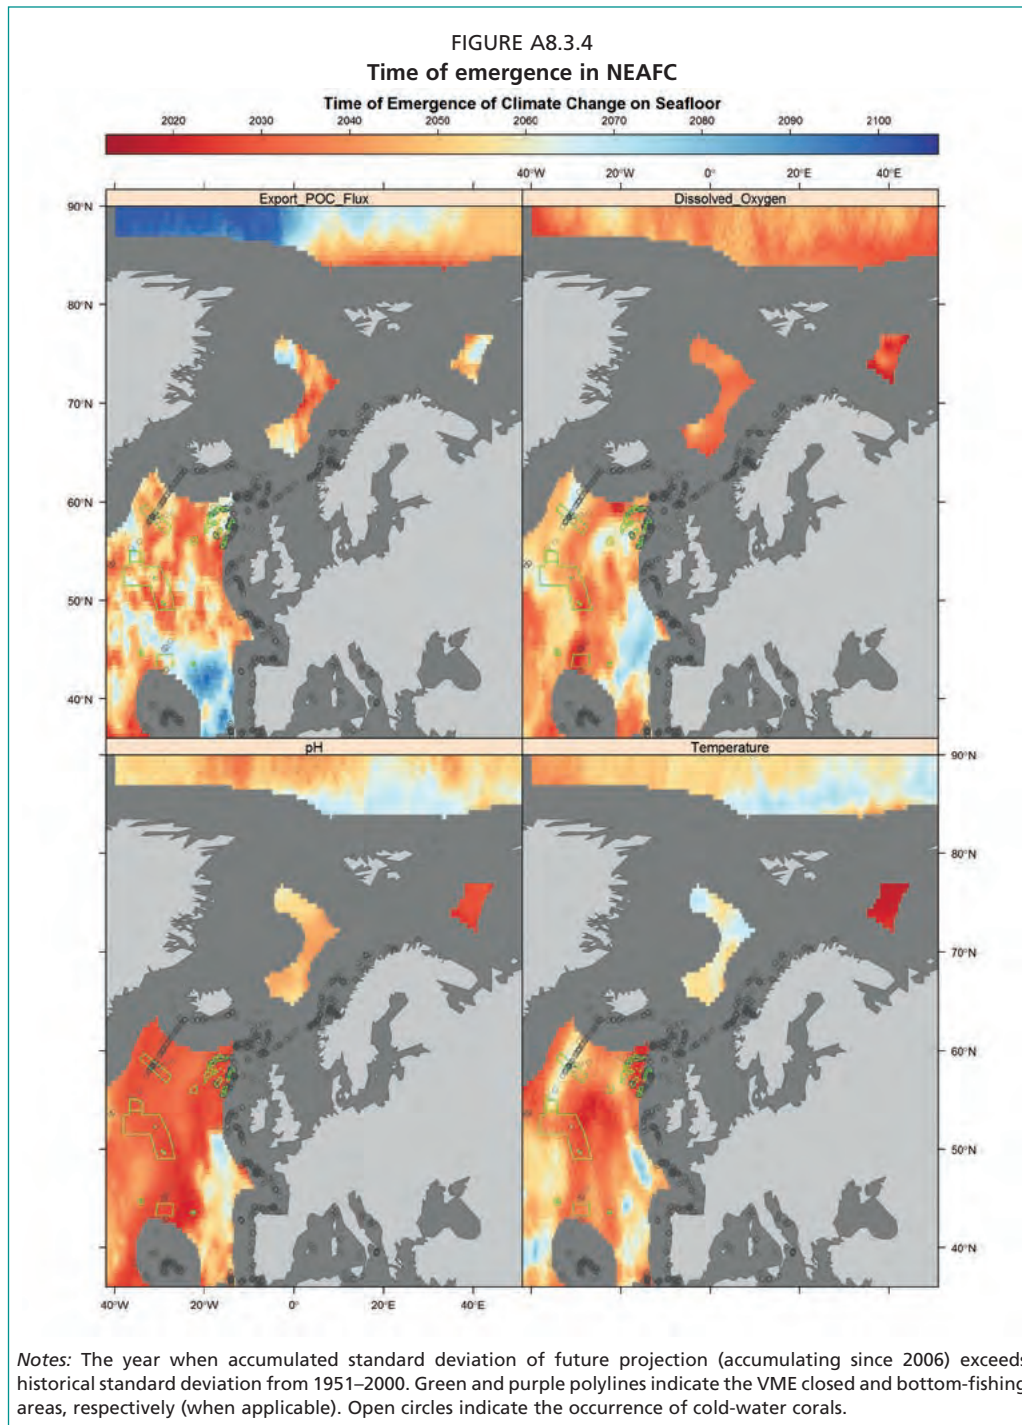 FIGURE A8.3.4
Time of emergence in NEAFC
Time of Emergence of Climate Change on Seafloor
2020 2030 2040 2050 2060 2070 2080 2090 2100
40°W 20°W 0° 20°E 40°E
Export_POC_Flux Dissolved_Oxygen
90°N
80°N
70°N
60°N
50°N
40°N
pH Temperature
90°N
80°N
70°N
60°N
50°N
40°N
40°W 20°W 0° 20°E 40°E
Notes: The year when accumulated standard deviation of future projection (accumulating since 2006) exceeds
historical standard deviation from 1951–2000. Green and purple polylines indicate the VME closed and bottom-fishing
areas, respectively (when applicable). Open circles indicate the occurrence of cold-water corals.